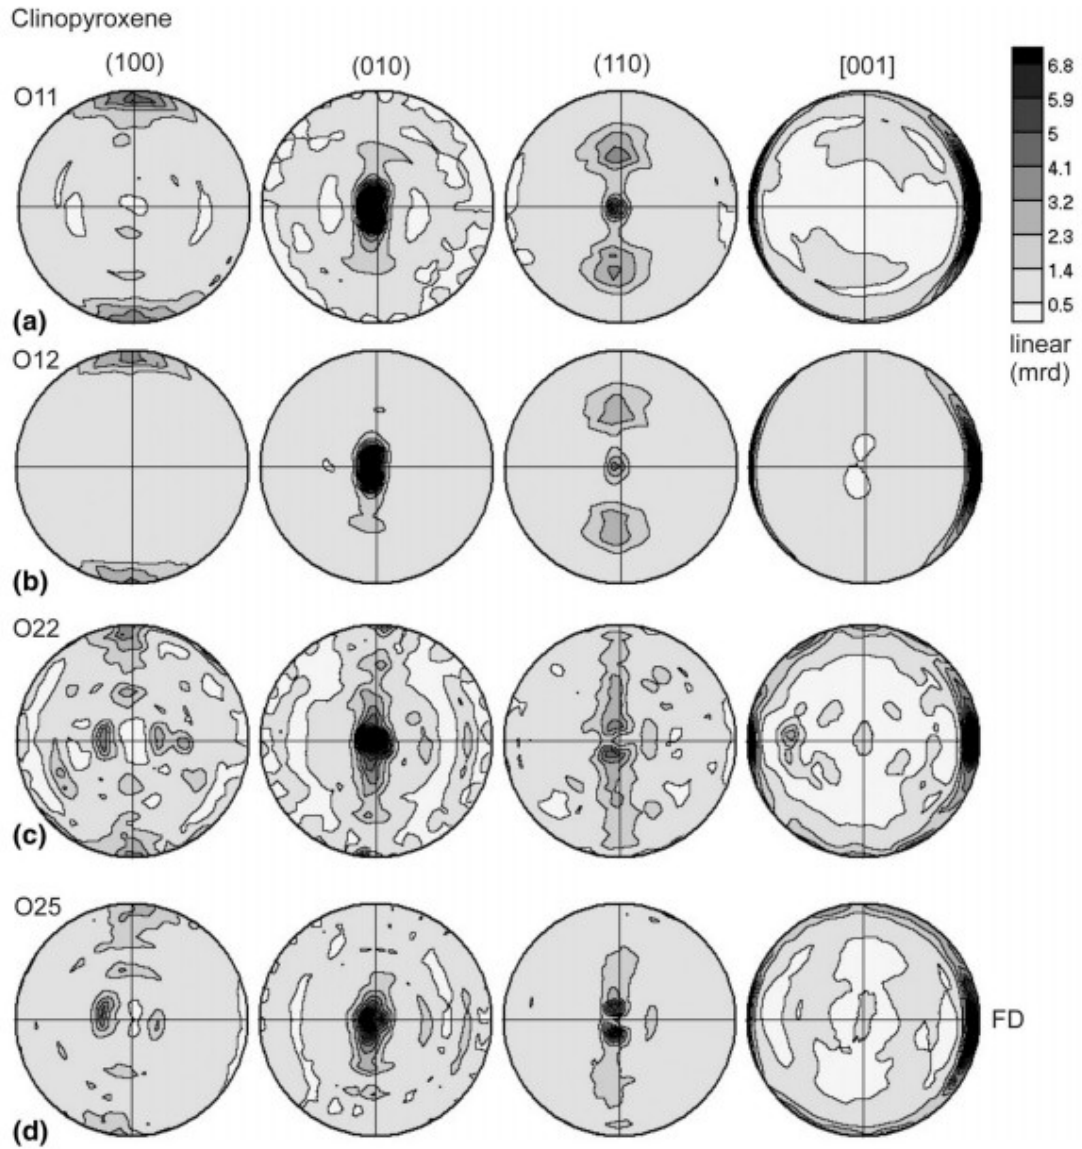 Clinopyroxene
(100) (010) (110) [001]
O11
6.8
5.9
5
4.1
3.2
2.3
1.4
0.5
(a)
linear
(mrd)
O12
(b)
O22
(c)
O25
FD
(d)